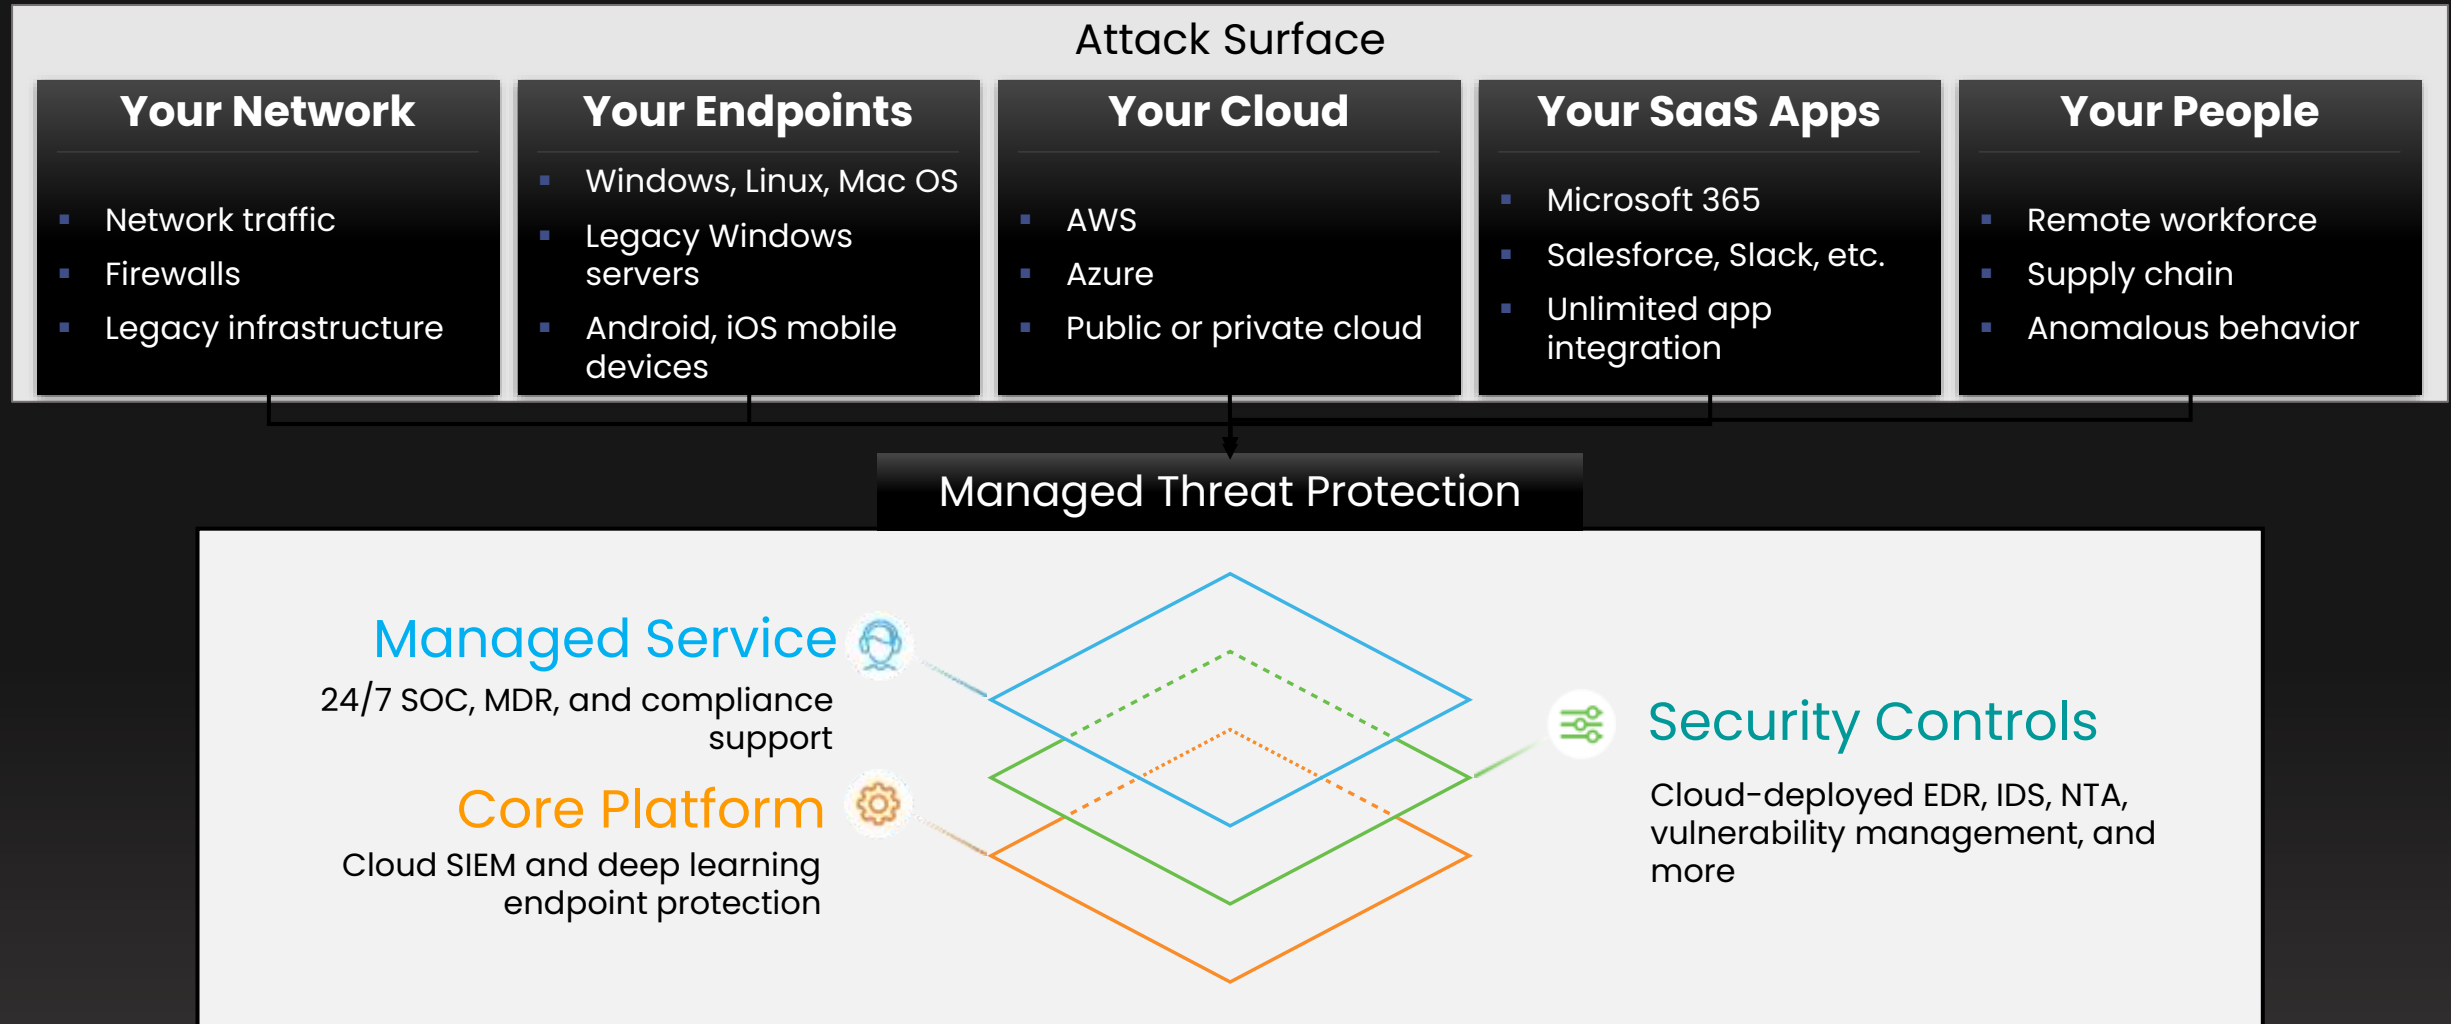 Attack Surface
Your Network
Network traffic
Firewalls
Legacy infrastructure
Your Endpoints
Windows, Linux, Mac OS
Legacy Windows
servers
Android, iOS mobile
devices
Your Cloud
AWS
Azure
Public or private cloud
Your SaaS Apps
Microsoft 365
Salesforce, Slack, etc.
Unlimited app
integration
Your People
Remote workforce
Supply chain
Anomalous behavior
Managed Threat Protection
Managed Service
24/7 SOC, MDR, and compliance
support
Core Platform
Cloud SIEM and deep learning
endpoint protection
Security Controls
Cloud-deployed EDR, IDS, NTA,
vulnerability management, and
more